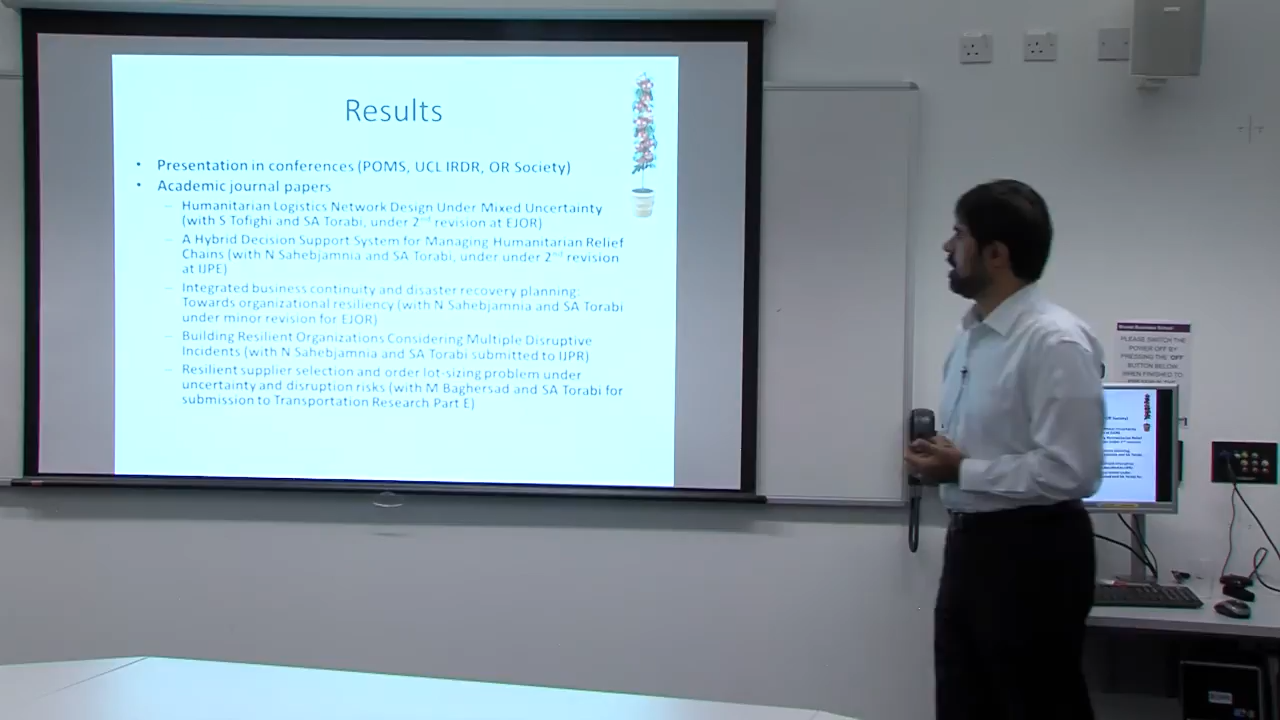 Results
• Presentation in conferences (POMS, UCL IRDR, OR Society)
• Academic journal papers
– Humanitarian Logistics Network Design Under Mixed Uncertainty
(with S Tofighi and SA Torabi, under 2nd revision at EJOR)
– A Hybrid Decision Support System for Managing Humanitarian Relief
Chains (with N Sahebjamnia and SA Torabi, under under 2nd revision
at IJPE)
– Integrated business continuity and disaster recovery planning:
Towards organizational resiliency (with N Sahebjamnia and SA Torabi
under minor revision for EJOR)
– Building Resilient Organizations Considering Multiple Disruptive
Incidents (with N Sahebjamnia and SA Torabi submitted to IJPR)
– Resilient supplier selection and order lot-sizing problem under
uncertainty and disruption risks (with M Baghersad and SA Torabi for
submission to Transportation Research Part E)
Brunel Business School
PLEASE SWITCH THE
POWER OFF BY
PRESSING THE 'OFF'
BUTTON BELOW
WHEN FINISHED TO